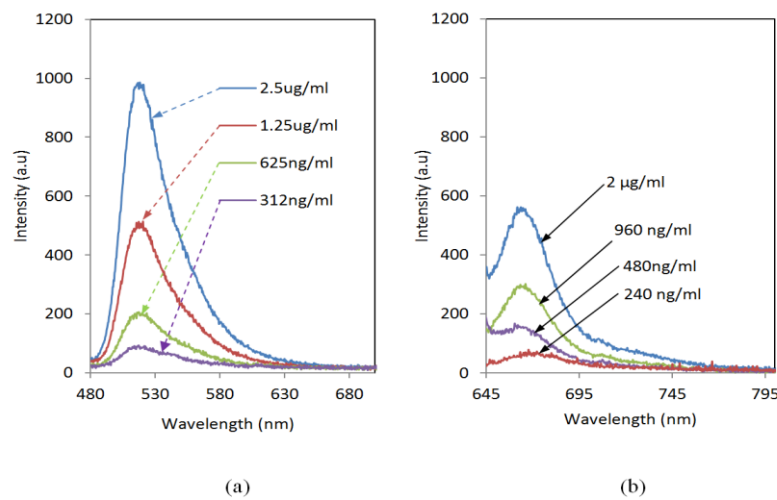 1200
1000
800
600
400
200
0
Intensity (a.u)
2.5ug/ml
1.25ug/ml
625ng/ml
312ng/ml
480 530 580 630 680
Wavelength (nm)
(a)
1200
1000
800
600
400
200
0
Intensity (a.u)
2 µg/ml
960 ng/ml
480ng/ml
240 ng/ml
645 695 745 795
Wavelength (nm)
(b)